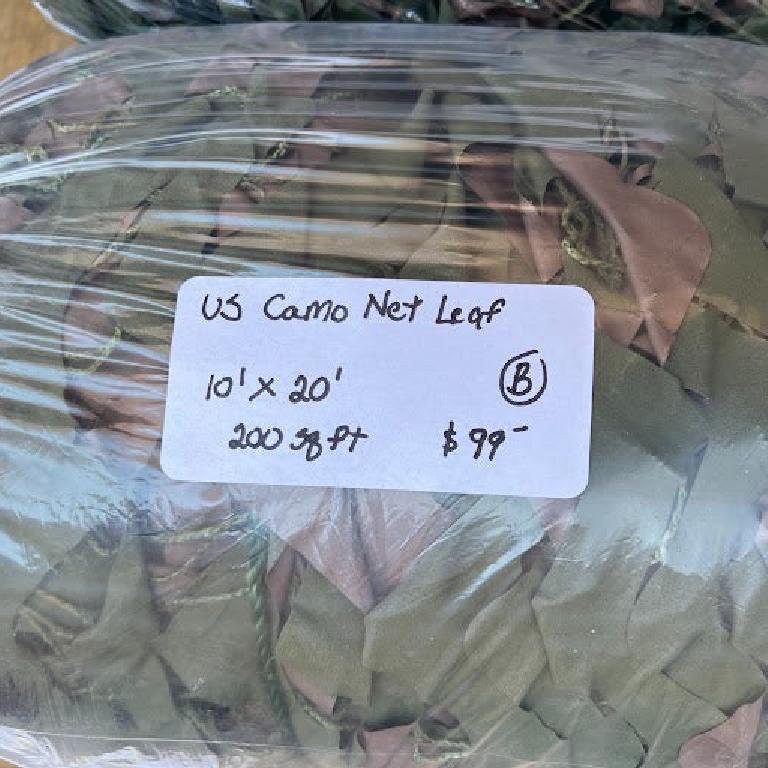 US Camo Net Leaf
10' X 20' B
200 sq ft $99-